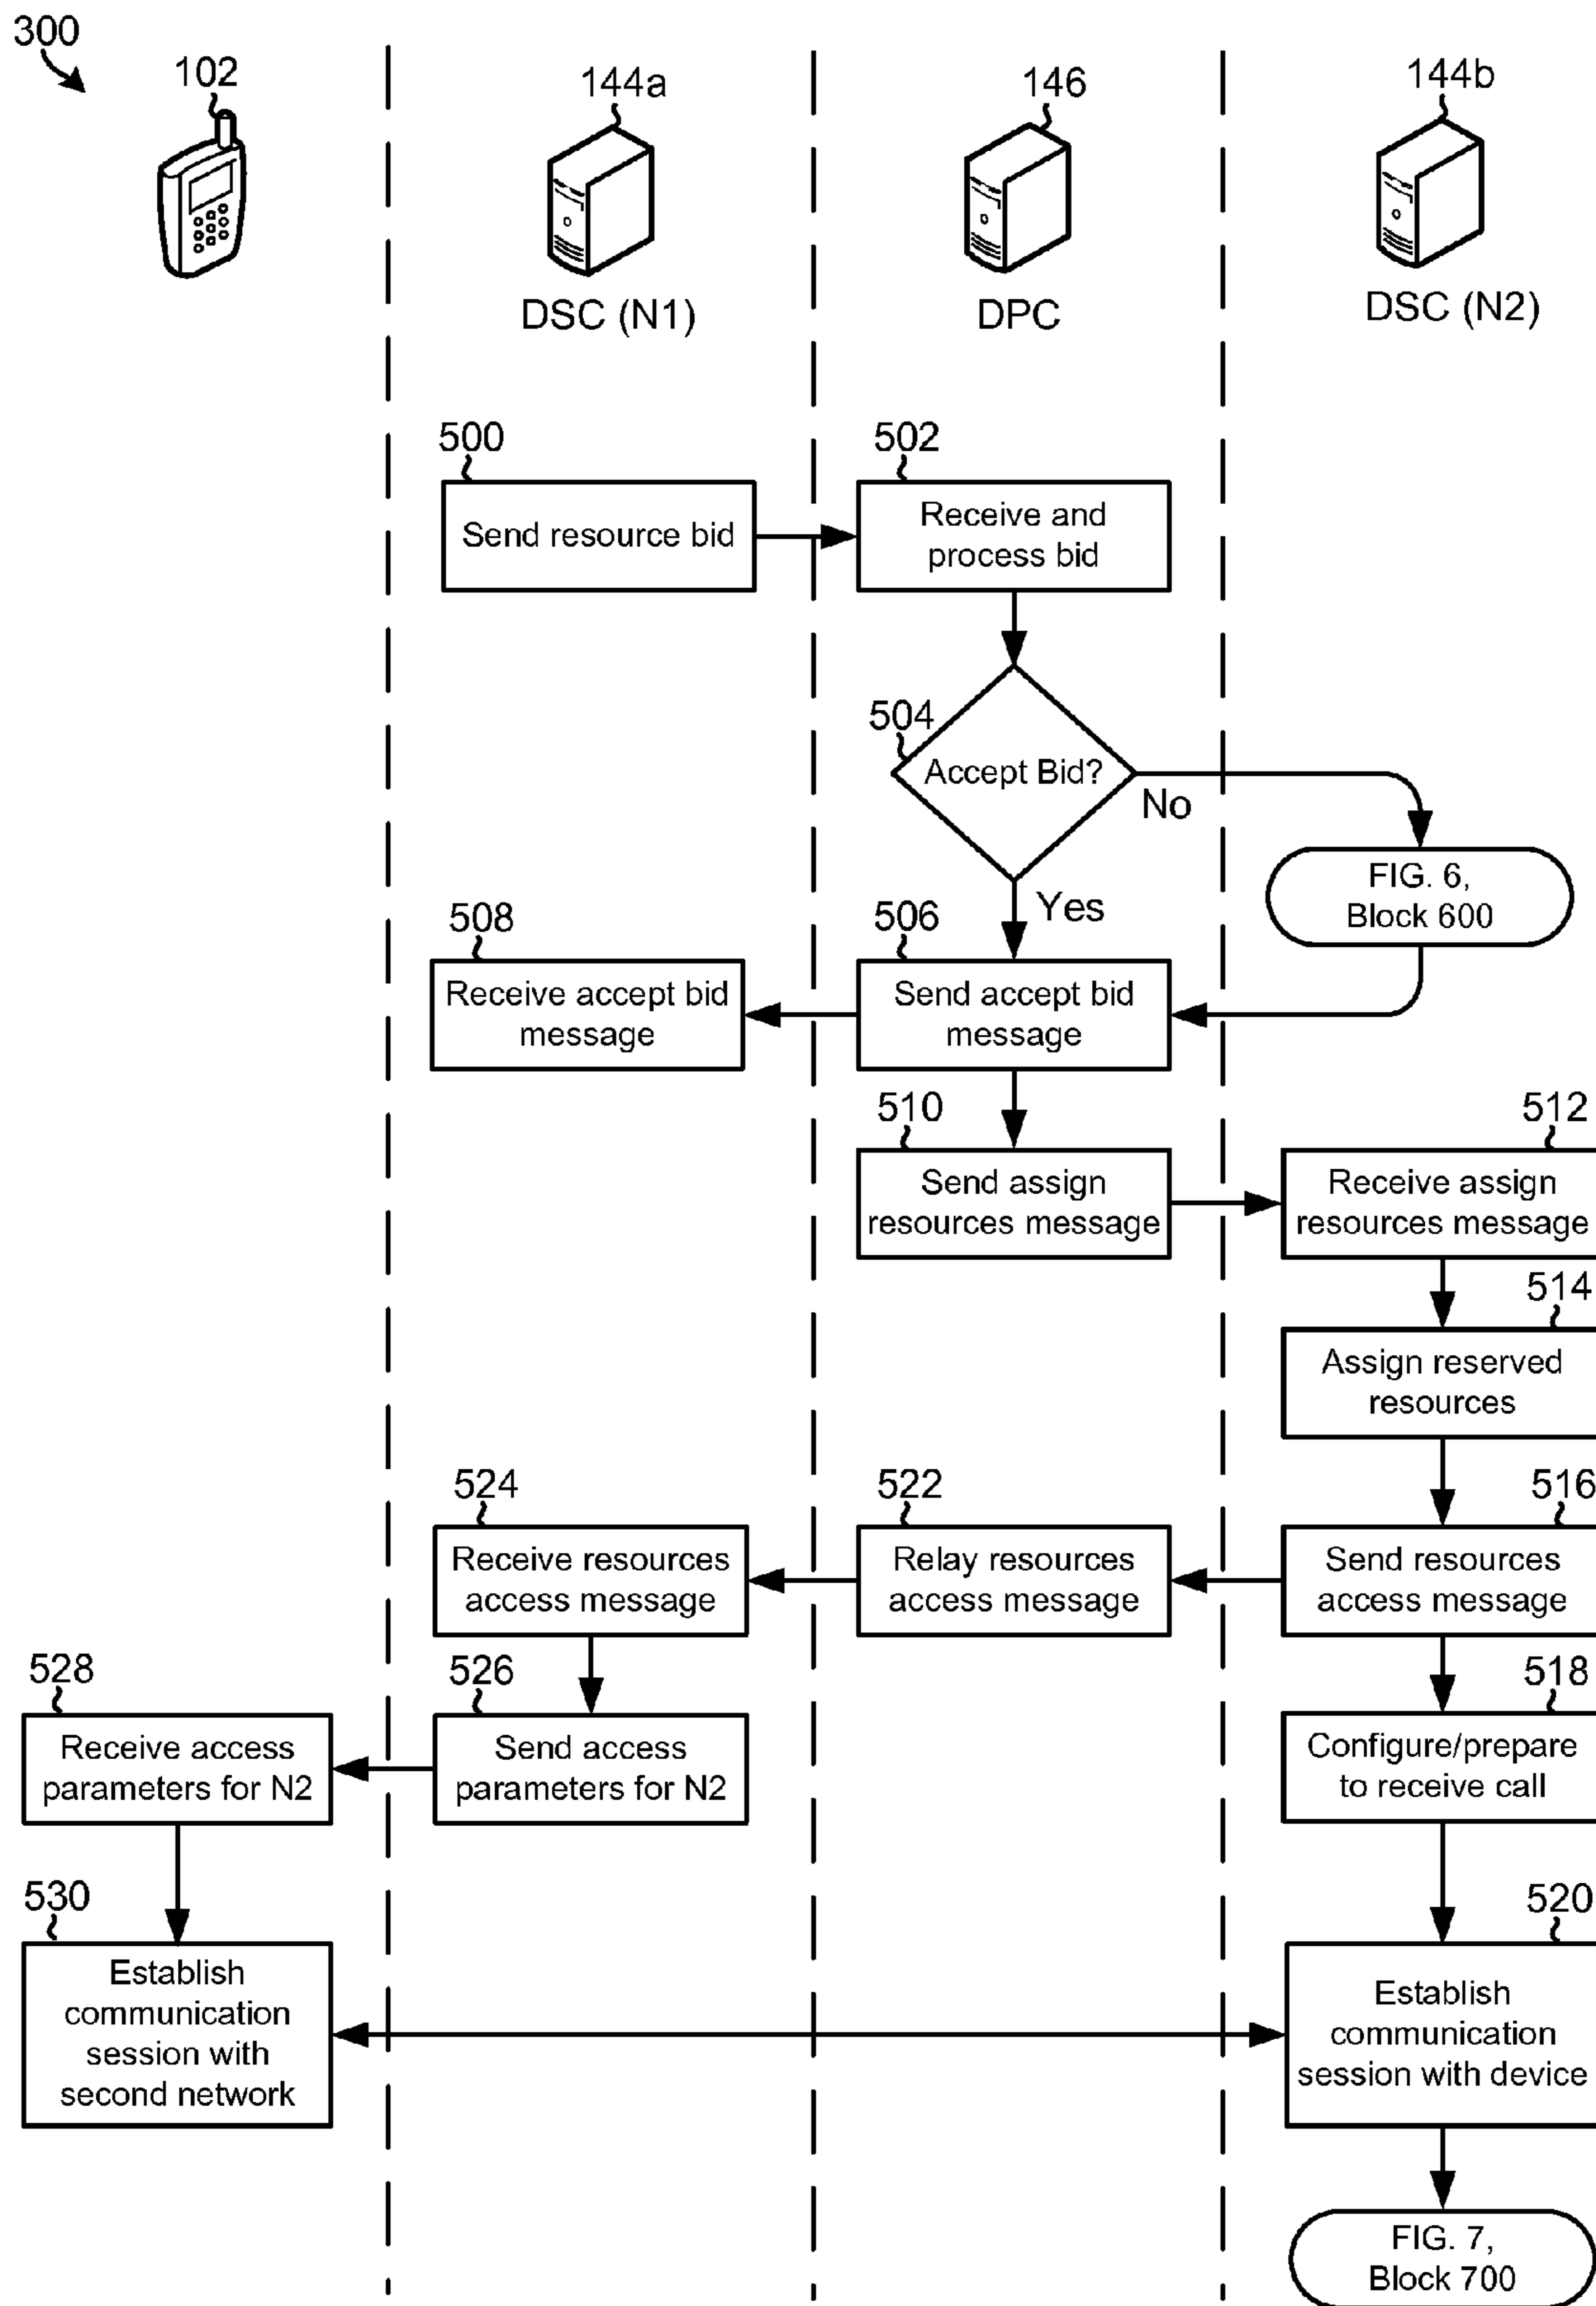 300
102
144a
146
144b
DSC (N1)
DPC
DSC (N2)
500
502
Send resource bid
Receive and
process bid
504
Accept Bid?
No
FIG. 6,
Block 600
Yes
508
506
Receive accept bid
message
Send accept bid
message
510
512
Send assign
resources message
Receive assign
resources message
514
Assign reserved
resources
524
522
516
Receive resources
access message
Relay resources
access message
Send resources
access message
528
526
518
Receive access
parameters for N2
Send access
parameters for N2
Configure/prepare
to receive call
530
520
Establish
communication
session with
second network
Establish
communication
session with device
FIG. 7,
Block 700